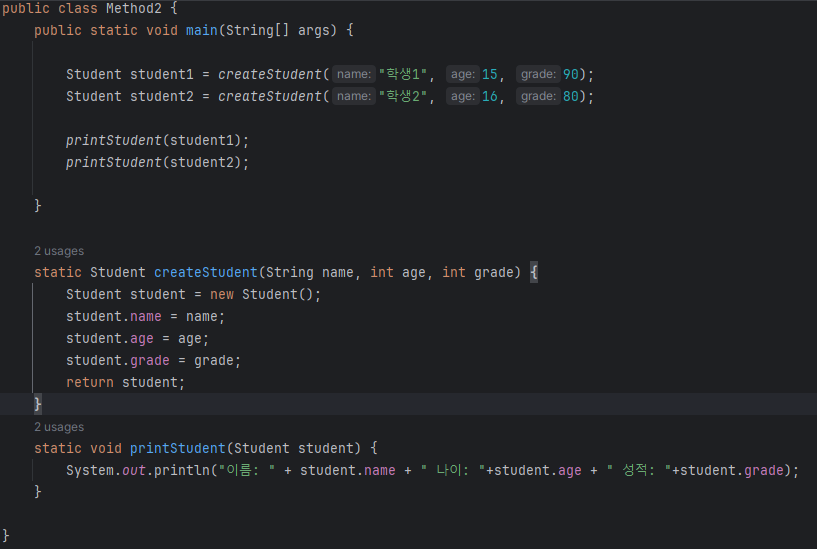 public class Method2 {
public static void main(String[] args) {
Student student1 = createStudent( name: "학생1", age: 15, grade: 90);
Student student2 = createStudent( name: "학생2", age: 16, grade: 80);
printStudent(student1);
printStudent(student2);
}
2 usages
static Student createStudent(String name, int age, int grade) {
Student student = new Student();
student.name = name;
student.age = age;
student.grade = grade;
return student;
}
2 usages
static void printStudent(Student student) {
System.out.println("이름: " + student.name + " 나이: "+student.age + " 성적: "+student.grade);
}
}